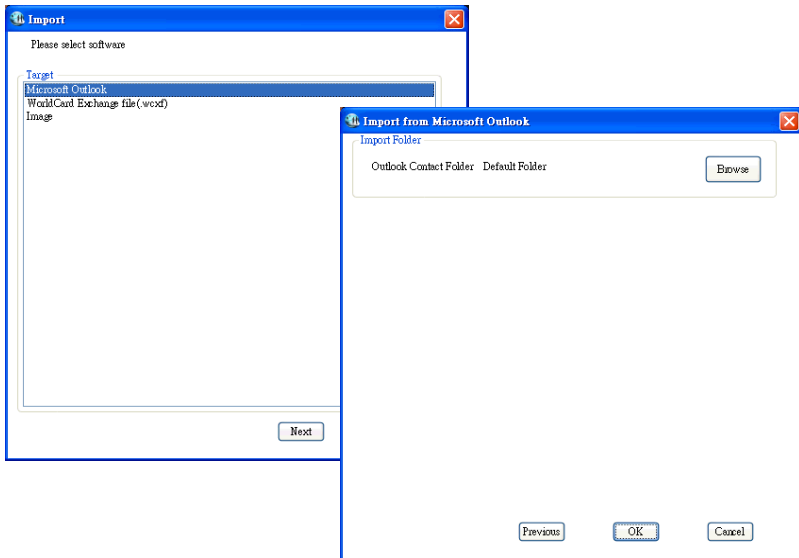 Import
Please select software
Target
Microsoft Outlook
WorldCard Exchange file(.wcxf)
Image
Next
Import from Microsoft Outlook
Import Folder
Outlook Contact Folder Default Folder
Browse
Previous OK Cancel